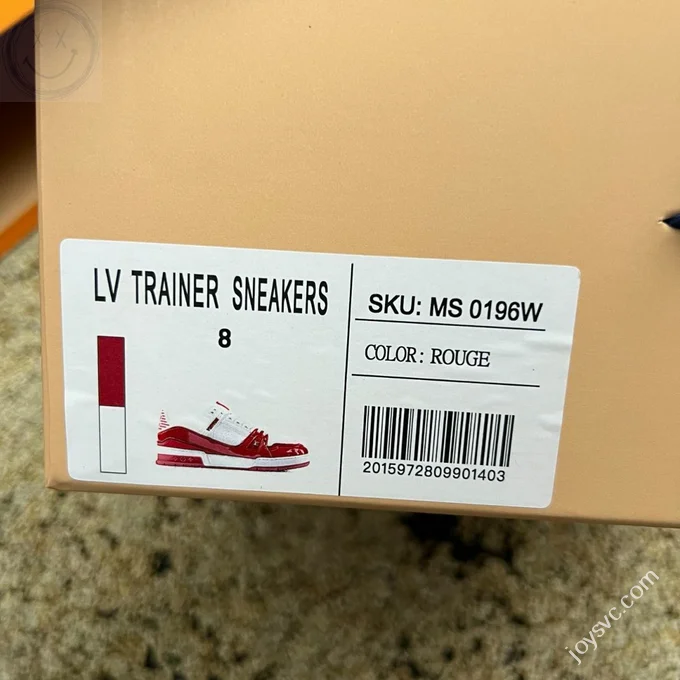 LV TRAINER SNEAKERS
8
SKU: MS 0196W
COLOR: ROUGE
2015972809901403
joysvc.com